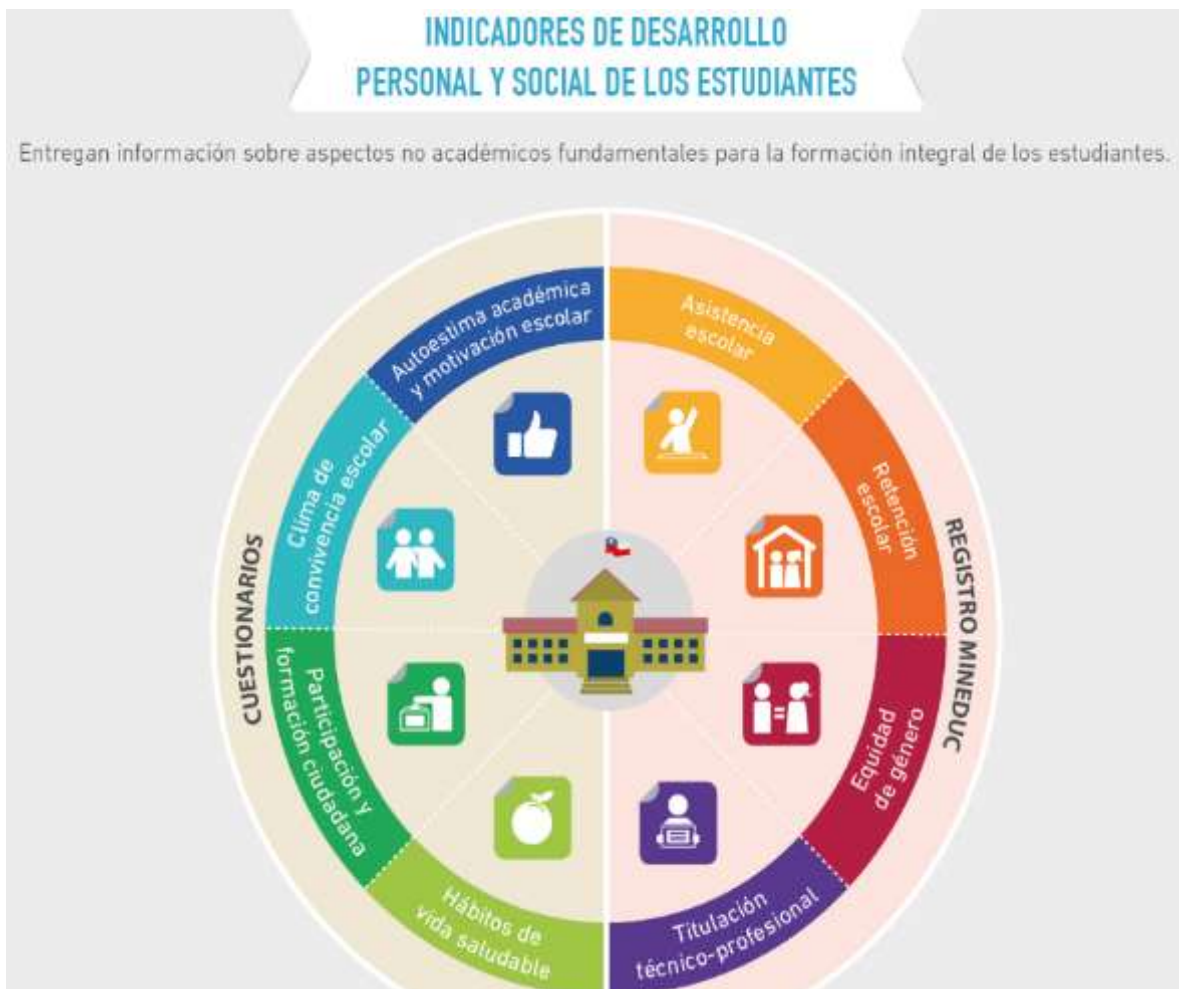 INDICADORES DE DESARROLLO
PERSONAL Y SOCIAL DE LOS ESTUDIANTES
Entregan información sobre aspectos no académicos fundamentales para la formación integral de los estudiantes.
CUESTIONARIOS
Autoestima académica
y motivación escolar
Clima de
convivencia escolar
Participación y
formación ciudadana
Hábitos de
vida saludable
REGISTRO MINEDUC
Asistencia
escolar
Retención
escolar
Equidad
de género
Titulación
técnico-profesional